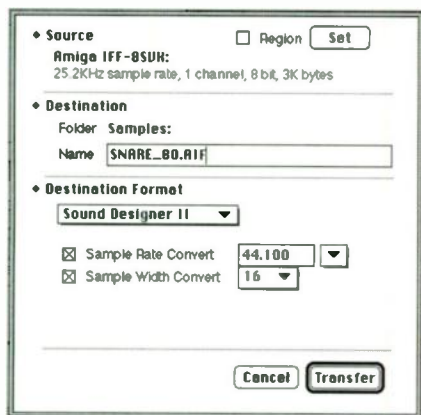 ◆ Source
Region Set
Amiga IFF-8SVX:
25.2KHz sample rate, 1 channel, 8 bit, 3K bytes
◆ Destination
Folder Samples:
Name SNARE_80.AIF
◆ Destination Format
Sound Designer II
Sample Rate Convert 44.100
Sample Width Convert 16
Cancel Transfer